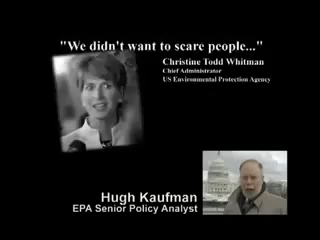 "We didn't want to scare people..."
Christine Todd Whitman
Chief Administrator
US Environmental Protection Agency
Hugh Kaufman
EPA Senior Policy Analyst